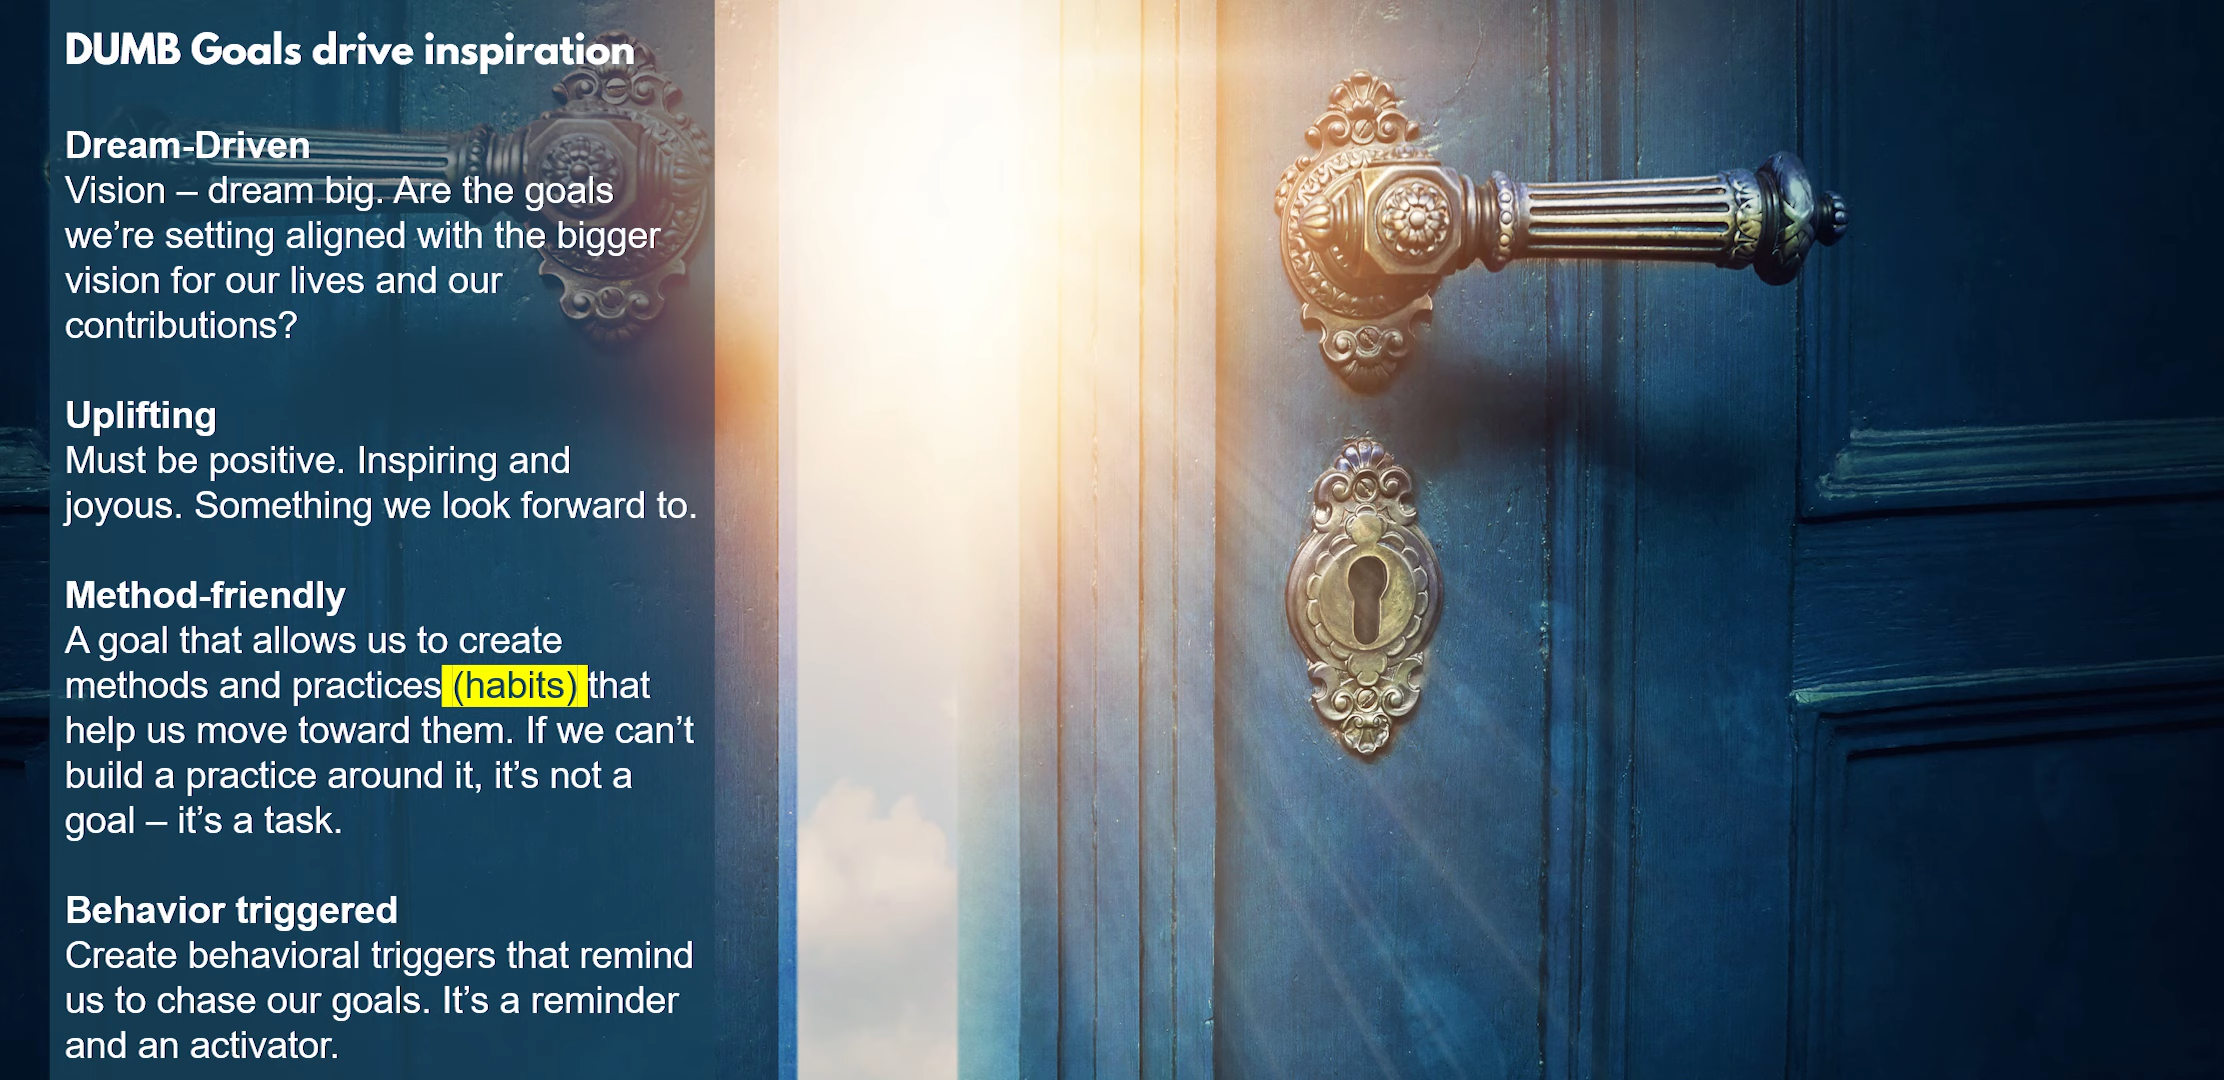 DUMB Goals drive inspiration
Dream-Driven
Vision – dream big. Are the goals
we’re setting aligned with the bigger
vision for our lives and our
contributions?
Uplifting
Must be positive. Inspiring and
joyous. Something we look forward to.
Method-friendly
A goal that allows us to create
methods and practices (habits) that
help us move toward them. If we can’t
build a practice around it, it’s not a
goal – it’s a task.
Behavior triggered
Create behavioral triggers that remind
us to chase our goals. It’s a reminder
and an activator.